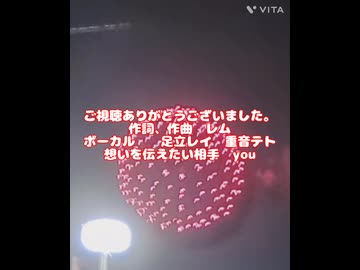 VITA
ご視聴ありがとうございました。
作詞、作曲　レム
ボーカル　足立レイ　重音テト
想いを伝えたい相手　you